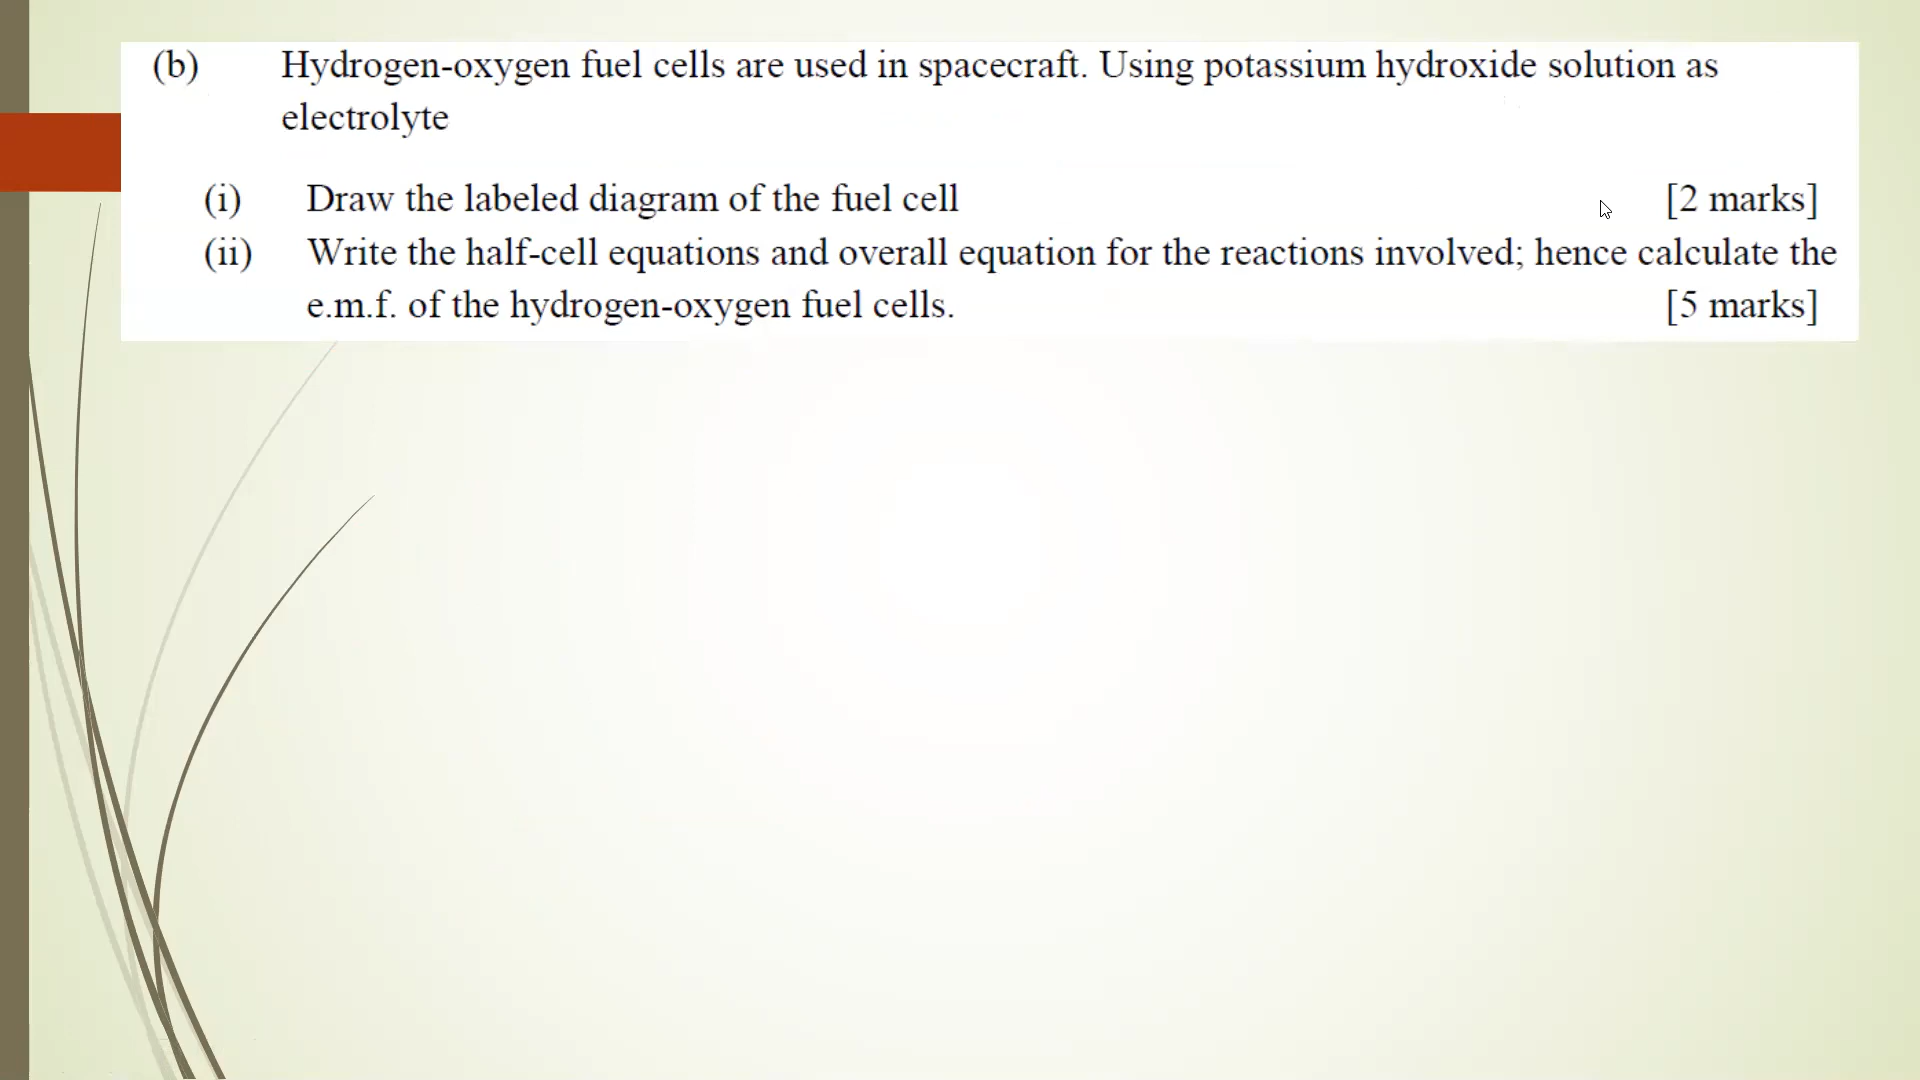 (b) Hydrogen-oxygen fuel cells are used in spacecraft. Using potassium hydroxide solution as
electrolyte
(i) Draw the labeled diagram of the fuel cell [2 marks]
(ii) Write the half-cell equations and overall equation for the reactions involved; hence calculate the
e.m.f. of the hydrogen-oxygen fuel cells. [5 marks]